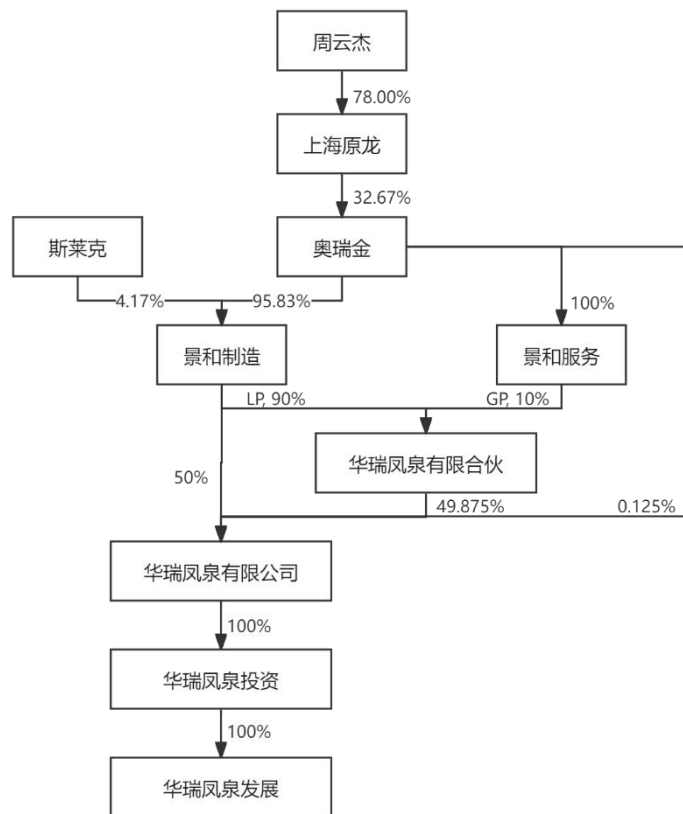 周云杰
78.00%
上海原龙
32.67%
斯莱克
奥瑞金
4.17%
95.83%
100%
景和制造
景和服务
LP, 90%
GP, 10%
华瑞凤泉有限合伙
50%
49.875%
0.125%
华瑞凤泉有限公司
100%
华瑞凤泉投资
100%
华瑞凤泉发展